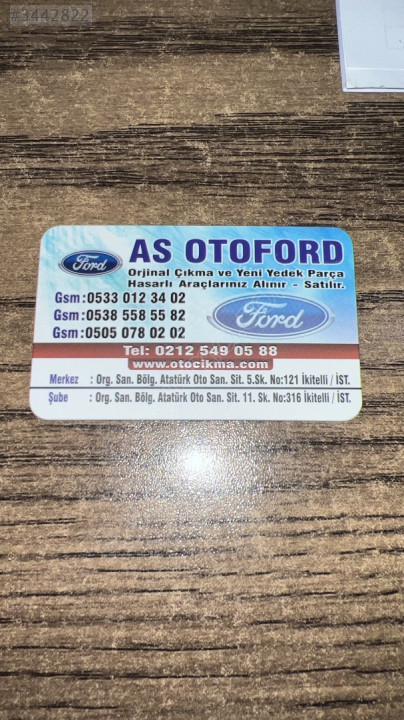 #3442822
Ford
AS OTOFORD
Orjinal Çıkma ve Yeni Yedek Parça
Hasarlı Araçlarınız Alınır - Satılır.
Gsm:0533 012 34 02
Gsm:0538 558 55 82
Gsm:0505 078 02 02
Ford
Tel: 0212 549 05 88
www.otocikma.com
Merkez : Org. San. Bölg. Atatürk Oto San. Sit. 5.Sk. No:121 İkitelli / İST.
Şube : Org. San. Bölg. Atatürk Oto San. Sit. 11. Sk. No:316 İkitelli / İST.